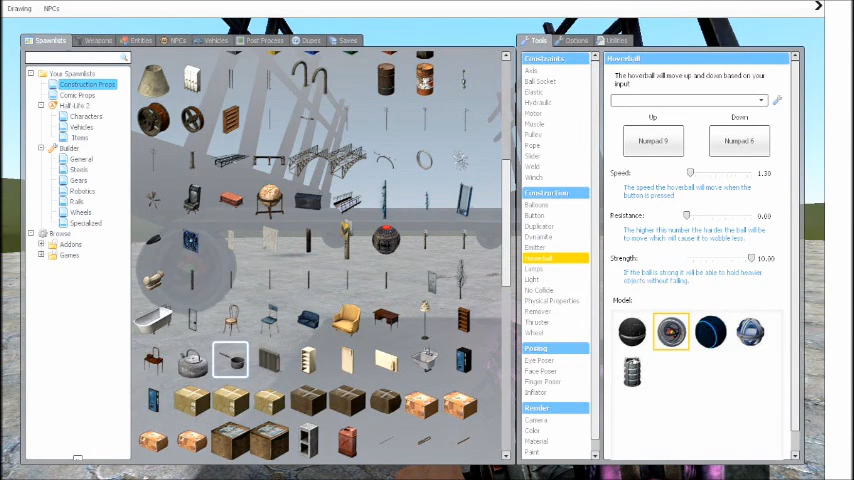 Drawing NPCs
Spawnlists Weapons Entities NPCs Vehicles Post Process Dupes Saves
Your Spawnlists
Construction Props
Comic Props
Half-Life 2
Characters
Vehicles
Items
Builder
General
Steels
Gears
Robotics
Rails
Wheels
Specialized
Browse
Addons
Games
Tools Options Utilities
Constraints
Axis
Ball Socket
Elastic
Hydraulic
Motor
Muscle
Pulley
Rope
Slider
Weld
Winch
Construction
Balloons
Button
Duplicator
Dynamite
Emitter
Hoverball
Lamps
Light
No Collide
Physical Properties
Remover
Thruster
Wheel
Posing
Eye Poser
Face Poser
Finger Poser
Inflator
Render
Camera
Color
Material
Paint
Hoverball
The hoverball will move up and down based on your
input
Up Down
Numpad 9 Numpad 6
Speed: 1.30
The speed the hoverball will move when the
button is pressed
Resistance: 0.00
The higher this number the harder the ball will
be to move which will cause it to wobble less.
Strength: 10.00
If the ball is strong it will be able to hold heavier
objects without falling.
Model: